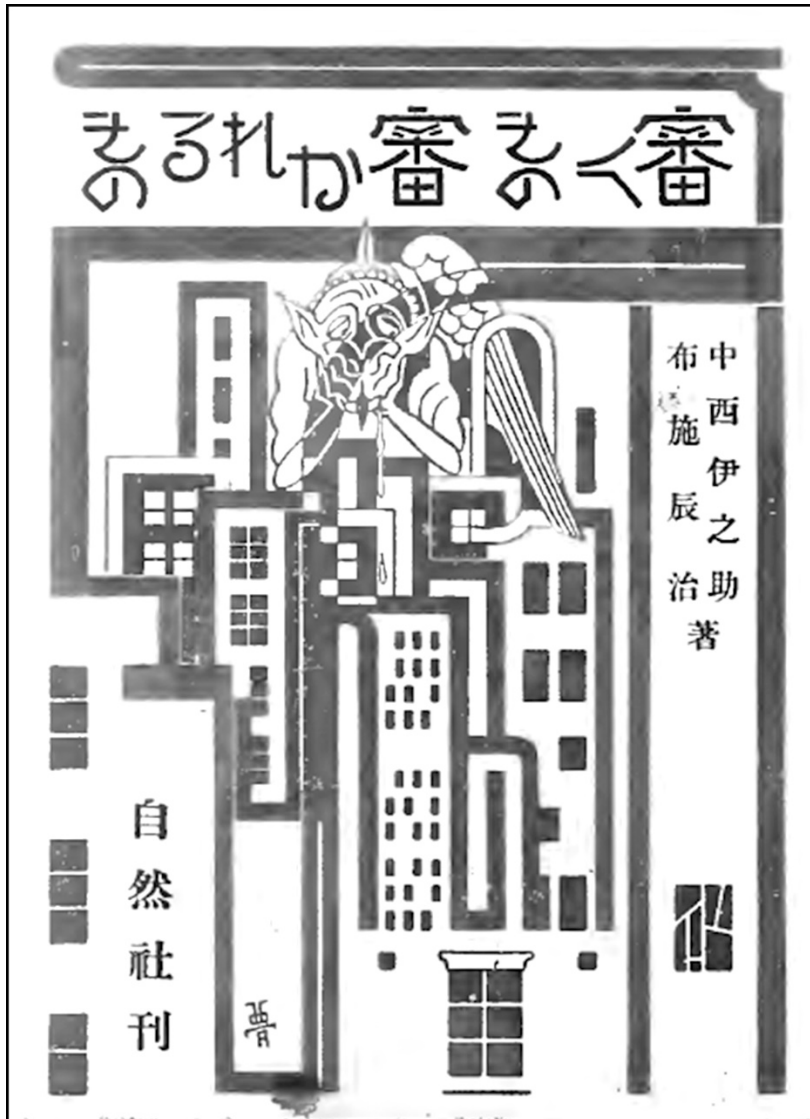 審くもの審かれるもの
中西伊之助
布施辰治
著
自然社刊